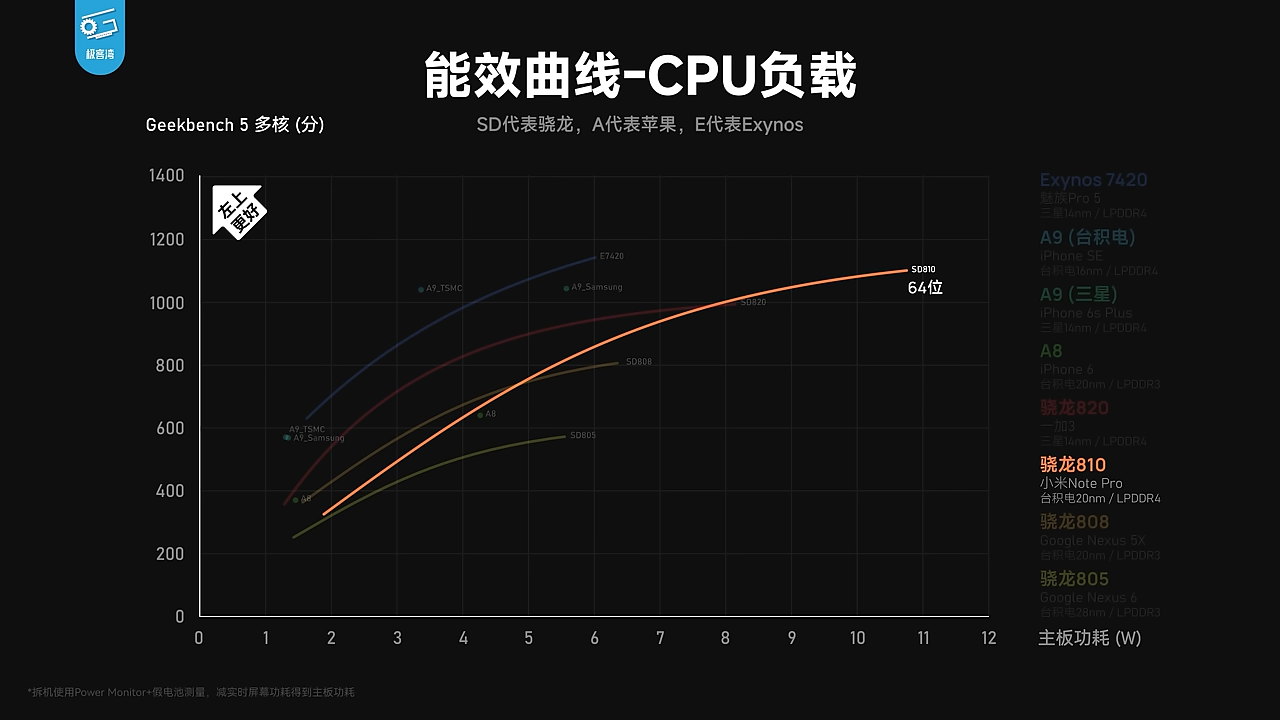 极客湾
能效曲线-CPU负载
Geekbench 5 多核 (分)
SD代表骁龙，A代表苹果，E代表Exynos
1400
1200
1000
800
600
400
200
0
左上
更好
E7420
A9_TSMC
A9_Samsung
SD810
64位
SD820
SD808
A8
SD805
A9_TSMC
A9_Samsung
A8
0 1 2 3 4 5 6 7 8 9 10 11 12
主板功耗 (W)
Exynos 7420
魅族Pro 5
三星14nm / LPDDR4
A9 (台积电)
iPhone SE
台积电16nm / LPDDR4
A9 (三星)
iPhone 6s Plus
三星14nm / LPDDR4
A8
iPhone 6
台积电20nm / LPDDR3
骁龙820
一加3
三星14nm / LPDDR4
骁龙810
小米Note Pro
台积电20nm / LPDDR4
骁龙808
Google Nexus 5X
台积电20nm / LPDDR3
骁龙805
Google Nexus 6
台积电28nm / LPDDR3
*拆机使用Power Monitor+假电池测量，减实时屏幕功耗得到主板功耗